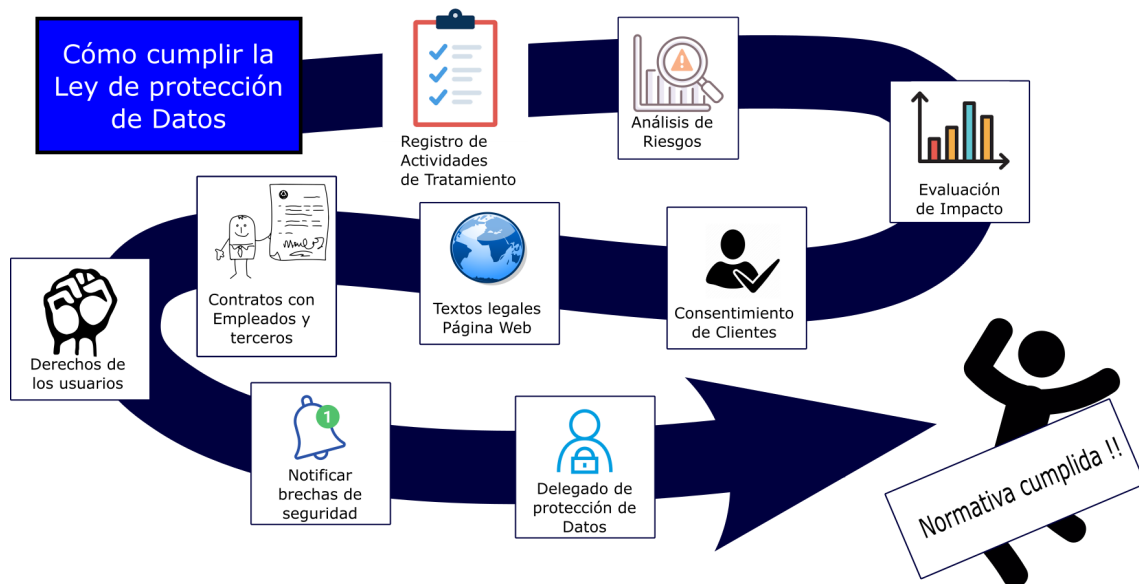 Cómo cumplir la
Ley de protección
de Datos
Registro de
Actividades
de Tratamiento
Análisis de
Riesgos
Evaluación
de Impacto
Consentimiento
de Clientes
Textos legales
Página Web
Contratos con
Empleados y
terceros
Derechos de
los usuarios
1
Notificar
brechas de
seguridad
Delegado de
protección de
Datos
Normativa cumplida !!